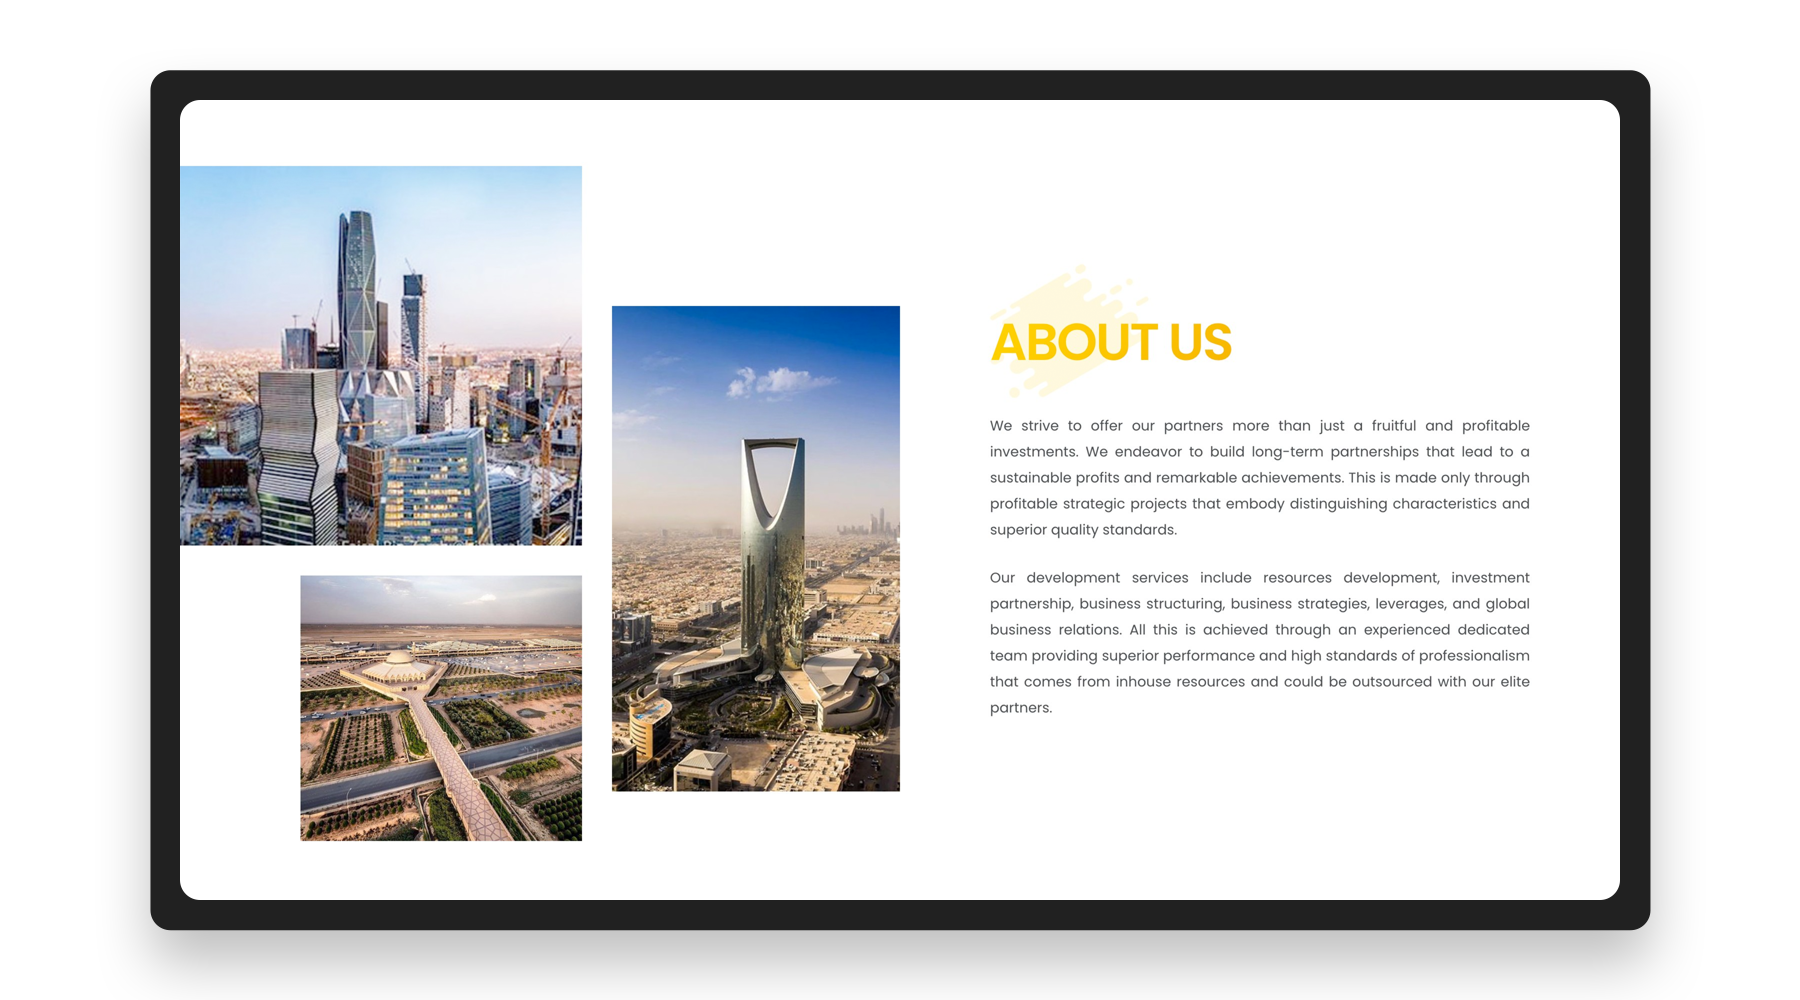 ABOUT US
We strive to offer our partners more than just a fruitful and profitable
investments. We endeavor to build long-term partnerships that lead to a
sustainable profits and remarkable achievements. This is made only through
profitable strategic projects that embody distinguishing characteristics and
superior quality standards.
Our development services include resources development, investment
partnership, business structuring, business strategies, leverages, and global
business relations. All this is achieved through an experienced dedicated
team providing superior performance and high standards of professionalism
that comes from inhouse resources and could be outsourced with our elite
partners.